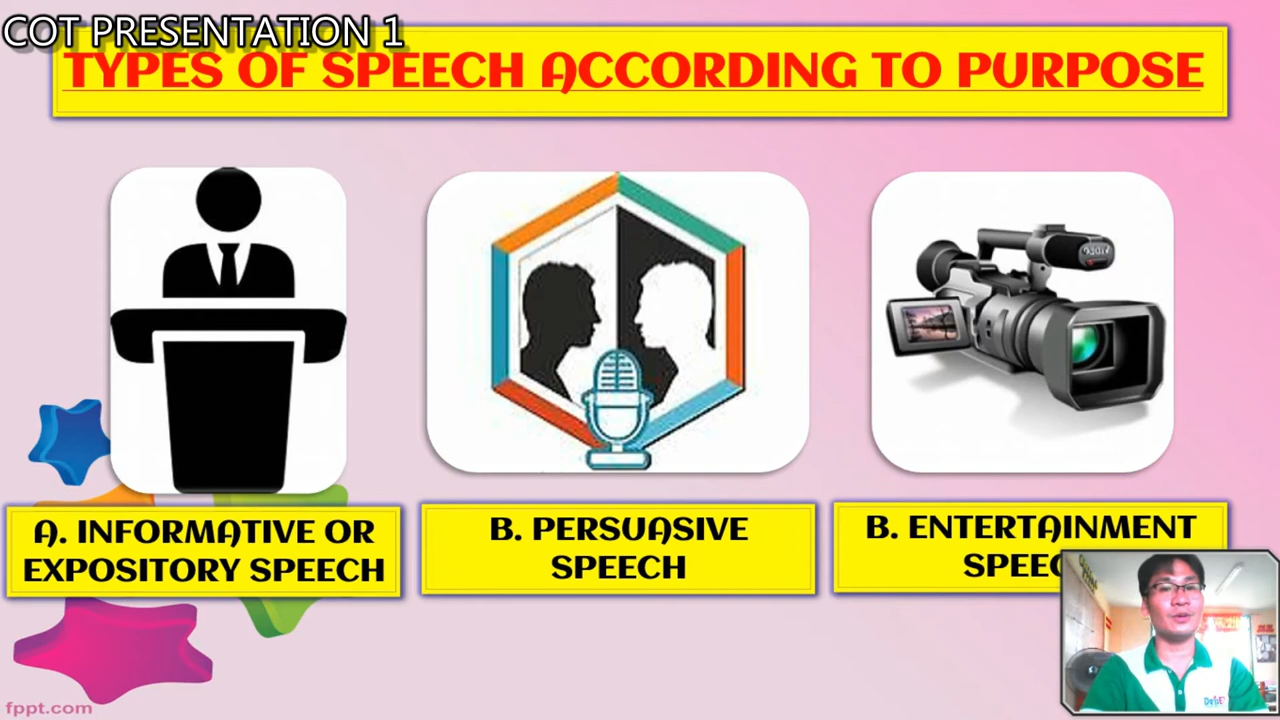 COT PRESENTATION 1
TYPES OF SPEECH ACCORDING TO PURPOSE
A. INFORMATIVE OR
EXPOSITORY SPEECH
B. PERSUASIVE
SPEECH
B. ENTERTAINMENT
fppt.com